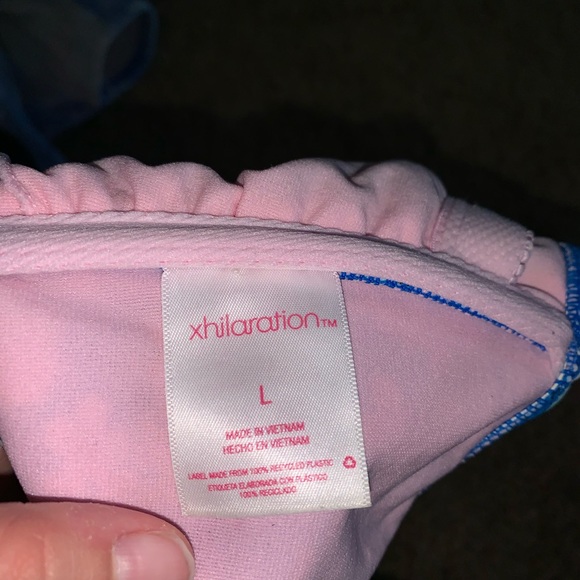 xhilaration™
L
MADE IN VIETNAM
HECHO EN VIETNAM
LABEL MADE FROM 100% RECYCLED PLASTIC
ETIQUETA ELABORADA CON PLÁSTICO
100% RECICLADO